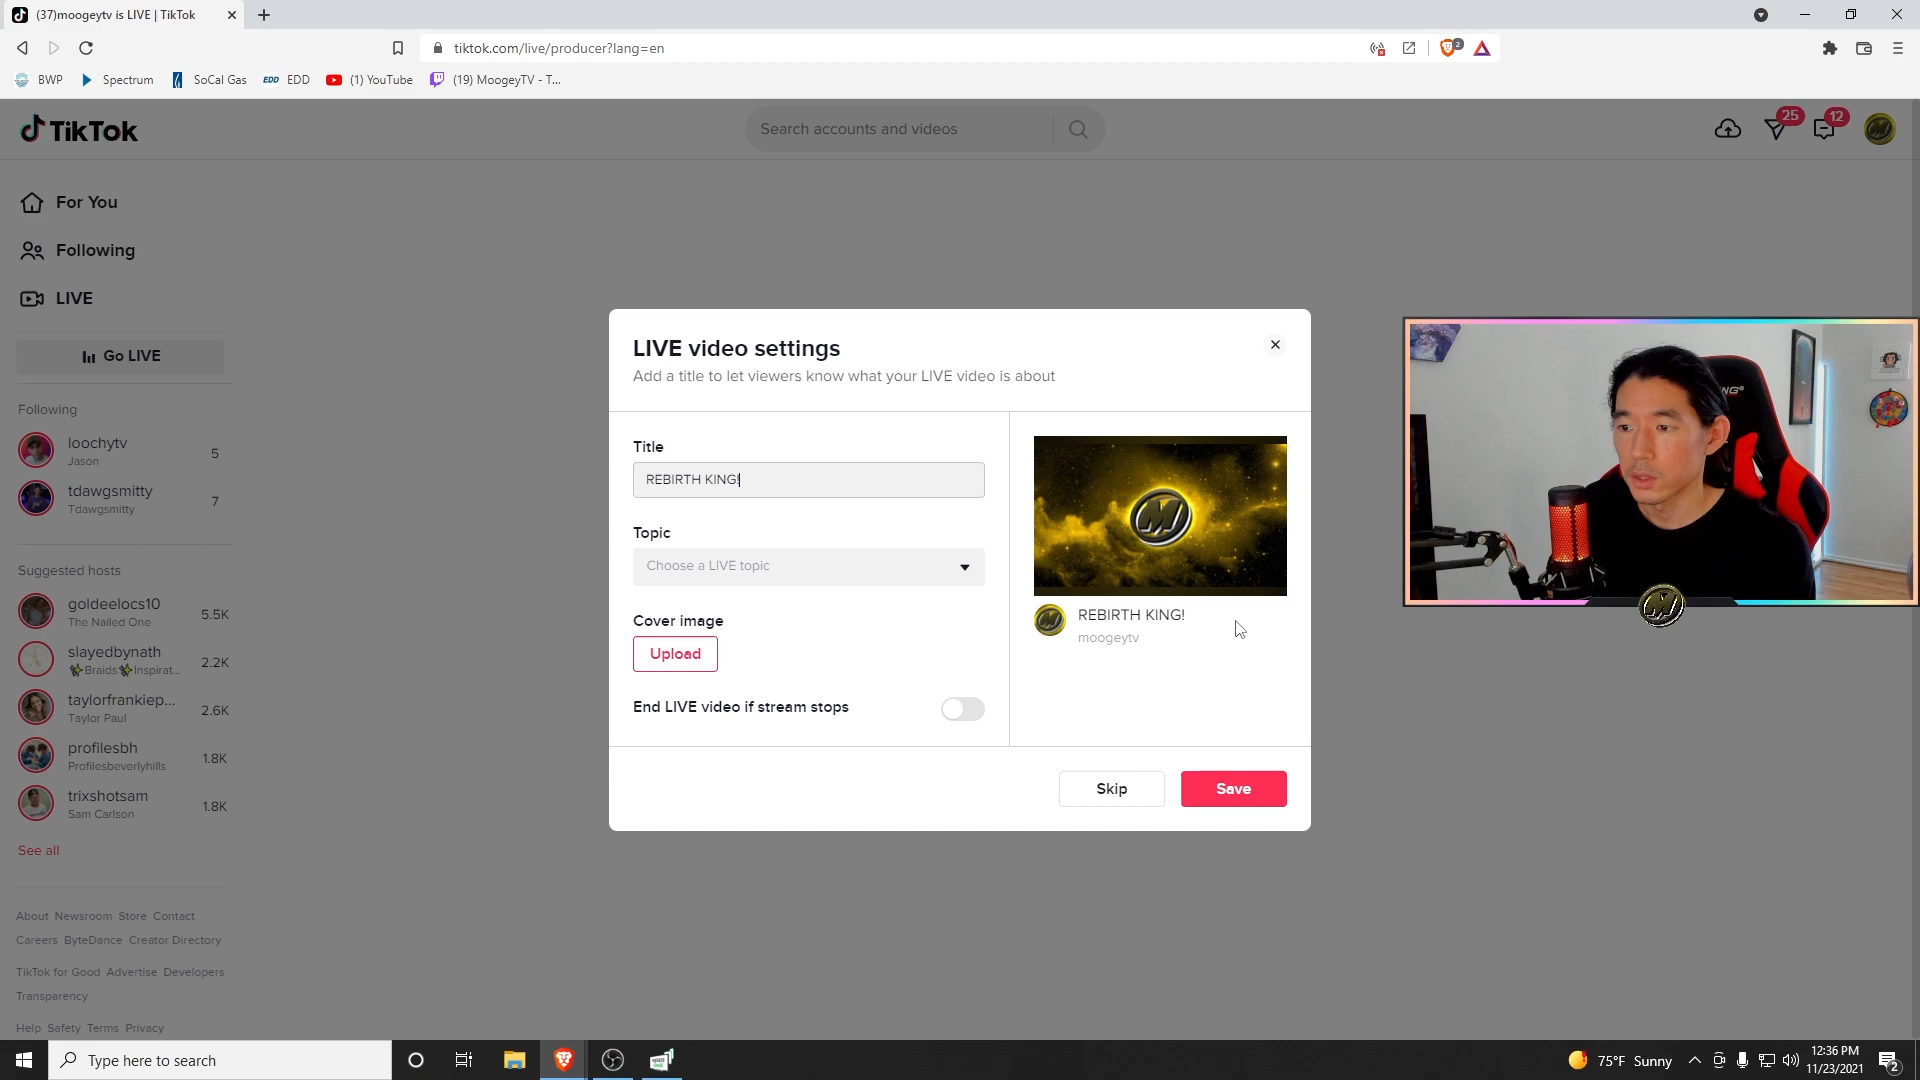 (37)moogeytv is LIVE | TikTok
tiktok.com/live/producer?lang=en
2
BWP Spectrum SoCal Gas EDD EDD (1) YouTube (19) MoogeyTV - T...
TikTok
Search accounts and videos
25
12
For You
Following
LIVE
Go LIVE
Following
loochytv
Jason
5
tdawgsmitty
Tdawgsmitty
7
Suggested hosts
goldeelocs10
The Nailed One
5.5K
slayedbynath
✨Braids✨Inspirat...
2.2K
taylorfrankiep...
Taylor Paul
2.6K
profilesbh
Profilesbeverlyhills
1.8K
trixshotsam
Sam Carlson
1.8K
See all
About Newsroom Store Contact
Careers ByteDance Creator Directory
TikTok for Good Advertise Developers
Transparency
Help Safety Terms Privacy
LIVE video settings
Add a title to let viewers know what your LIVE video is about
Title
REBIRTH KING!
Topic
Choose a LIVE topic
Cover image
Upload
End LIVE video if stream stops
M
REBIRTH KING!
moogeytv
Skip
Save
M
Type here to search
75°F Sunny
12:36 PM
11/23/2021
2